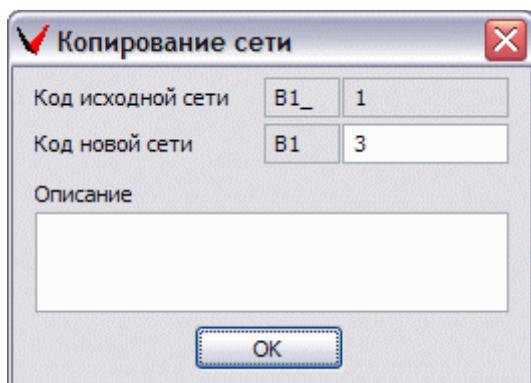 Копирование сети
Код исходной сети B1_ 1
Код новой сети B1 3
Описание
OK